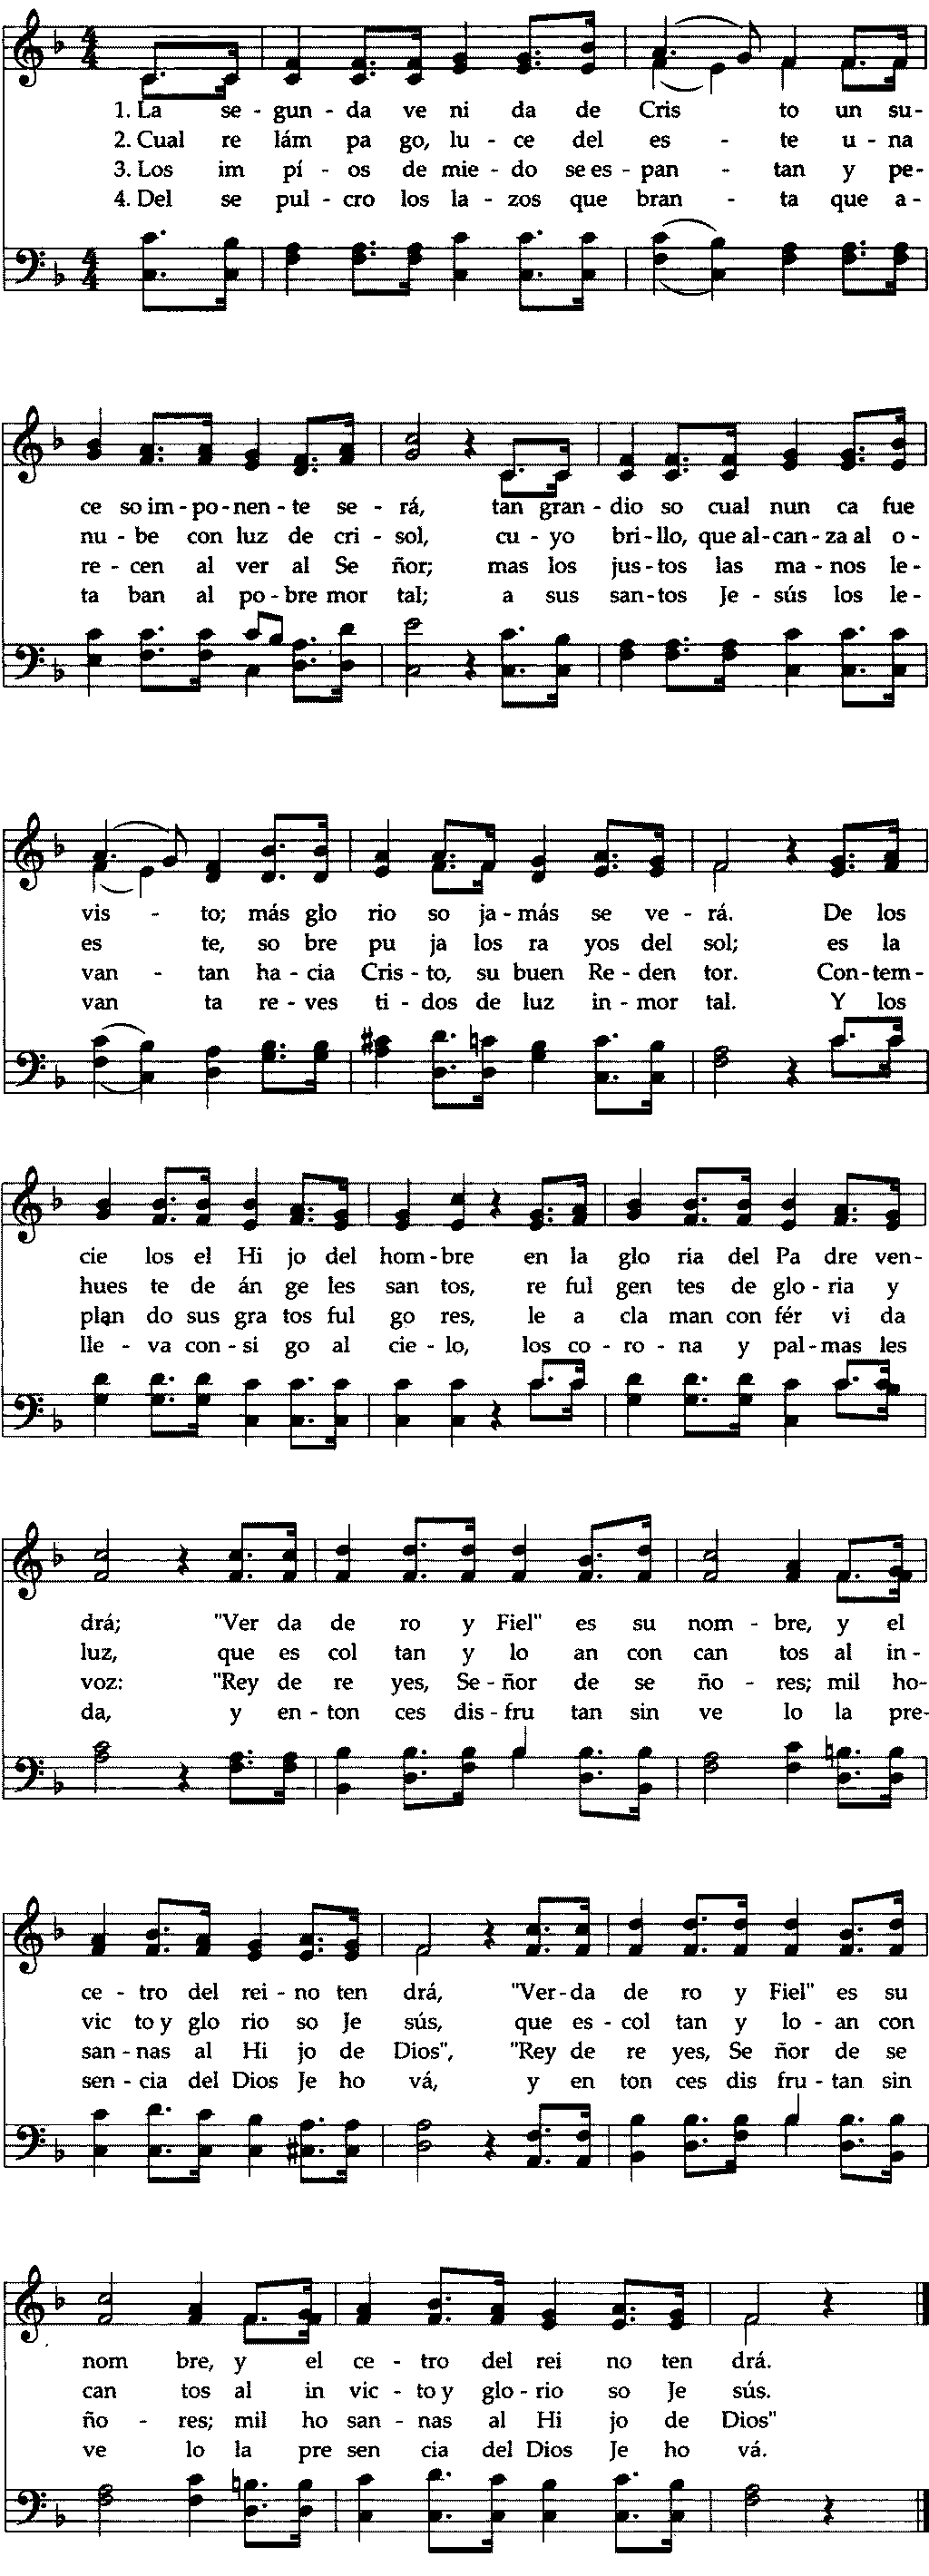 1. La se - gun - da ve ni da de Cris to un su-
2. Cual re lám pa go, lu - ce del es - te u - na
3. Los im pí - os de mie - do se es - pan - tan y pe-
4. Del se pul - cro los la - zos que bran - ta que a-
ce so im - po - nen - te se - rá, tan gran - dio so cual nun ca fue
nu - be con luz de cri - sol, cu - yo bri - llo, que al - can - za al o-
re - cen al ver al Se ñor; mas los jus - tos las ma - nos le-
ta ban al po - bre mor tal; a sus san - tos Je - sús los le-
vis - to; más glo rio so ja - más se ve - rá. De los
es te, so bre pu ja los ra yos del sol; es la
van - tan ha - cia Cris - to, su buen Re - den tor. Con - tem-
van ta re - ves ti - dos de luz in - mor tal. Y los
cie los el Hi jo del hom - bre en la glo ria del Pa dre ven-
hues te de án ge les san tos, re ful gen tes de glo - ria y
plan do sus gra tos ful go res, le a cla man con fér vi da
lle - va con - si go al cie - lo, los co - ro - na y pal - mas les
drá; "Ver da de ro y Fiel" es su nom - bre, y el
luz, que es col tan y lo an con can tos al in-
voz: "Rey de re yes, Se - ñor de se ño - res; mil ho-
da, y en - ton ces dis - fru tan sin ve lo la pre-
ce - tro del rei - no ten drá, "Ver - da de ro y Fiel" es su
vic to y glo rio so Je sús, que es - col tan y lo - an con
san - nas al Hi jo de Dios", "Rey de re yes, Se ñor de se
sen - cia del Dios Je ho vá, y en ton ces dis fru - tan sin
nom bre, y el ce - tro del rei no ten drá.
can tos al in vic - to y glo - rio so Je sús.
ño - res; mil ho san - nas al Hi jo de Dios"
ve lo la pre sen cia del Dios Je ho vá.